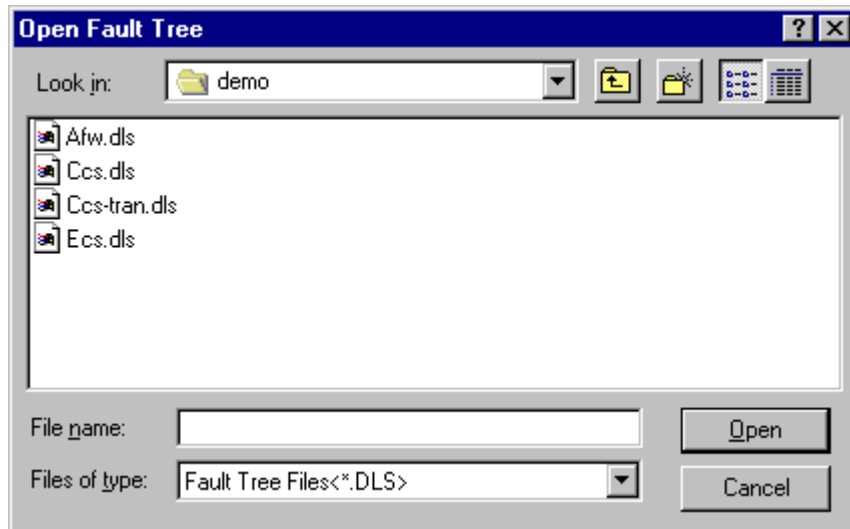 Open Fault Tree
Look in: demo
Afw.dls
Ccs.dls
Ccs-tran.dls
Ecs.dls
File name: Open
Files of type: Fault Tree Files<*.DLS> Cancel